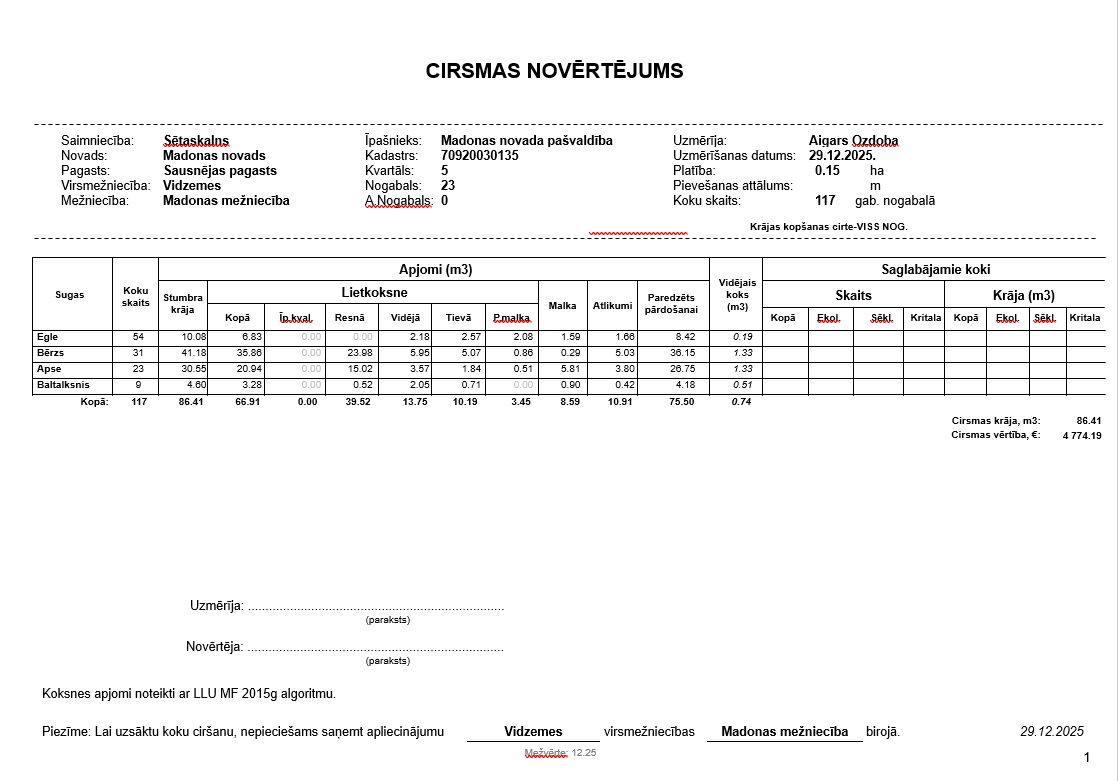 CIRSMAS NOVĒRTĒJUMS
Saimniecība: Sētaskalns Īpašnieks: Madonas novada pašvaldība Uzmērīja: Aigars Ozdoba
Novads: Madonas novads Kadastrs: 70920030135 Uzmērīšanas datums: 29.12.2025.
Pagasts: Sausnējas pagasts Kvartāls: 5 Platība: 0.15 ha
Virsmežniecība: Vidzemes Nogabals: 23 Pievešanas attālums: m
Mežniecība: Madonas mežniecība A.Nogabals: 0 Koku skaits: 117 gab. nogabalā
Krājas kopšanas cirte-VISS NOG.
Sugas Koku skaits Apjomi (m3) Vidējais koks (m3) Saglabājamie koki
Stumbra krāja Lietkoksne Malka Atlikumi Paredzēts pārdošanai Skaits Krāja (m3)
Kopā Īp.kval. Resnā Vidējā Tievā P.malka Kopā Ekol. Sēkl. Kritala Kopā Ekol. Sēkl. Kritala
Egle 54 10.08 6.83 0.00 0.00 2.18 2.57 2.08 1.59 1.66 8.42 0.19
Bērzs 31 41.18 35.86 0.00 23.98 5.95 5.07 0.86 0.29 5.03 36.15 1.33
Apse 23 30.55 20.94 0.00 15.02 3.57 1.84 0.51 5.81 3.80 26.75 1.33
Baltalksnis 9 4.60 3.28 0.00 0.52 2.05 0.71 0.00 0.90 0.42 4.18 0.51
Kopā: 117 86.41 66.91 0.00 39.52 13.75 10.19 3.45 8.59 10.91 75.50 0.74
Cirsmas krāja, m3: 86.41
Cirsmas vērtība, €: 4 774.19
Uzmērīja: ......................................................................
(paraksts)
Novērtēja: ......................................................................
(paraksts)
Koksnes apjomi noteikti ar LLU MF 2015g algoritmu.
Piezīme: Lai uzsāktu koku ciršanu, nepieciešams saņemt apliecinājumu Vidzemes virsmežniecības Madonas mežniecība birojā. 29.12.2025
Mežvērde: 12.25
1